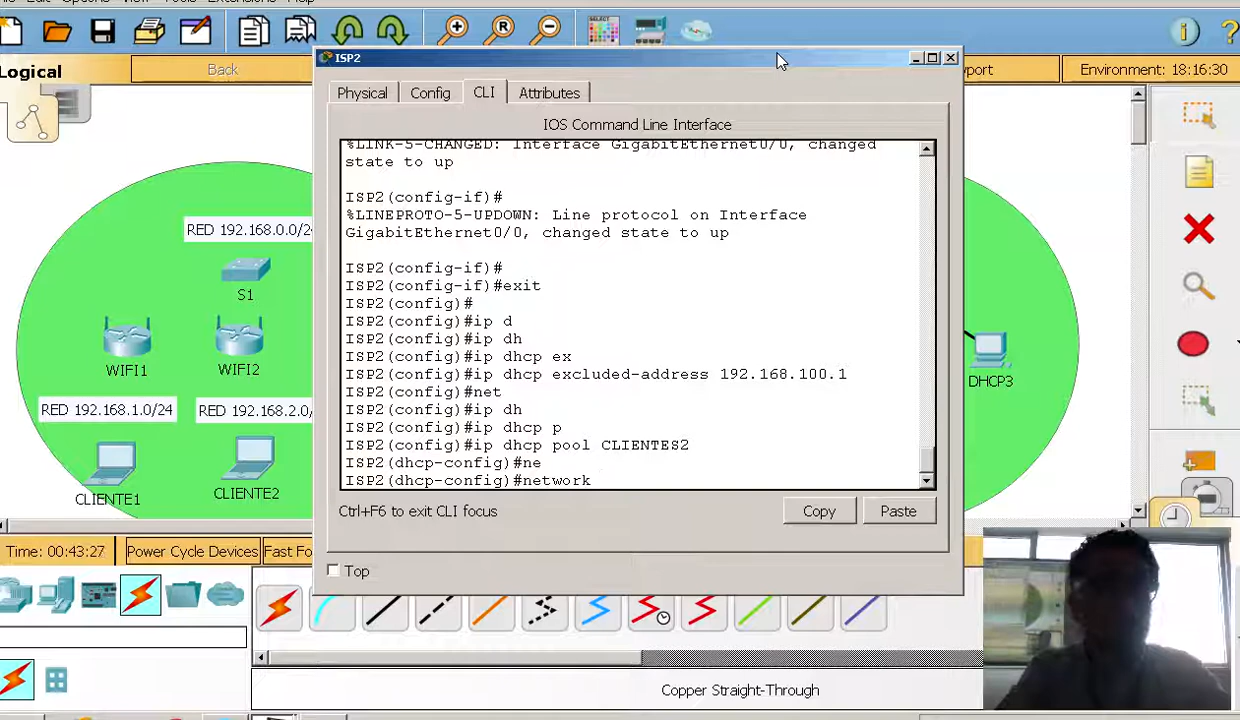 Logical
Back
port
Environment: 18:16:30
ISP2
Physical
Config
CLI
Attributes
IOS Command Line Interface
%LINK-5-CHANGED: Interface GigabitEthernet0/0, changed
state to up
ISP2(config-if)#
%LINEPROTO-5-UPDOWN: Line protocol on Interface
GigabitEthernet0/0, changed state to up
ISP2(config-if)#
ISP2(config-if)#exit
ISP2(config)#
ISP2(config)#ip d
ISP2(config)#ip dh
ISP2(config)#ip dhcp ex
ISP2(config)#ip dhcp excluded-address 192.168.100.1
ISP2(config)#net
ISP2(config)#ip dh
ISP2(config)#ip dhcp p
ISP2(config)#ip dhcp pool CLIENTES2
ISP2(dhcp-config)#ne
ISP2(dhcp-config)#network
Ctrl+F6 to exit CLI focus
Copy
Paste
Top
RED 192.168.0.0/24
S1
WIFI1
WIFI2
RED 192.168.1.0/24
RED 192.168.2.0/
CLIENTE1
CLIENTE2
DHCP3
Time: 00:43:27
Power Cycle Devices
Fast Fo
Copper Straight-Through